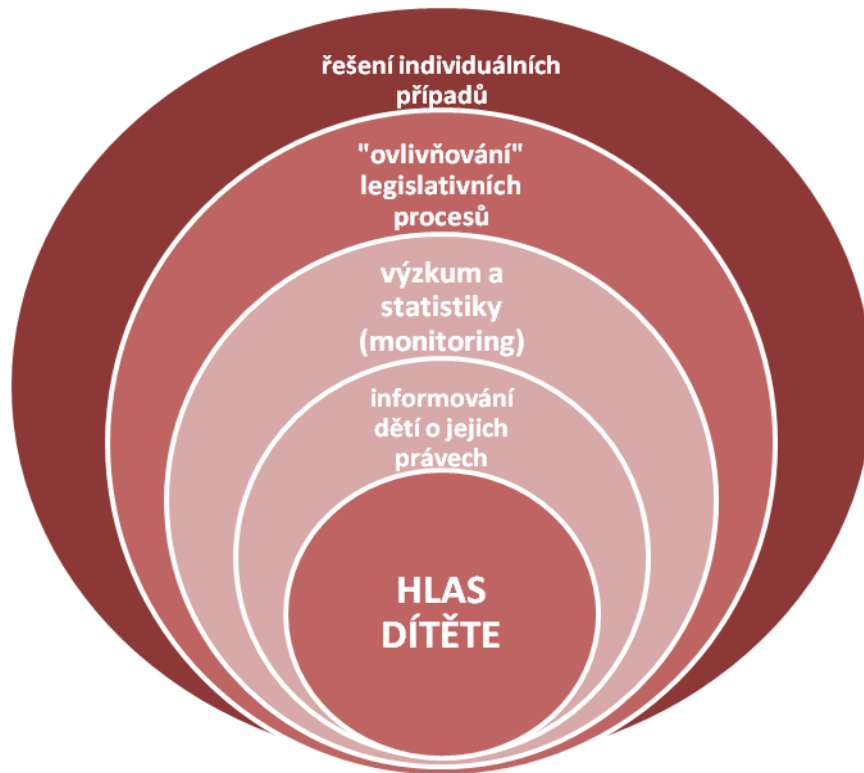 řešení individuálních
případů
"ovlivňování"
legislativních
procesů
výzkum a
statistiky
(monitoring)
informování
dětí o jejich
právech
HLAS
DÍTĚTE